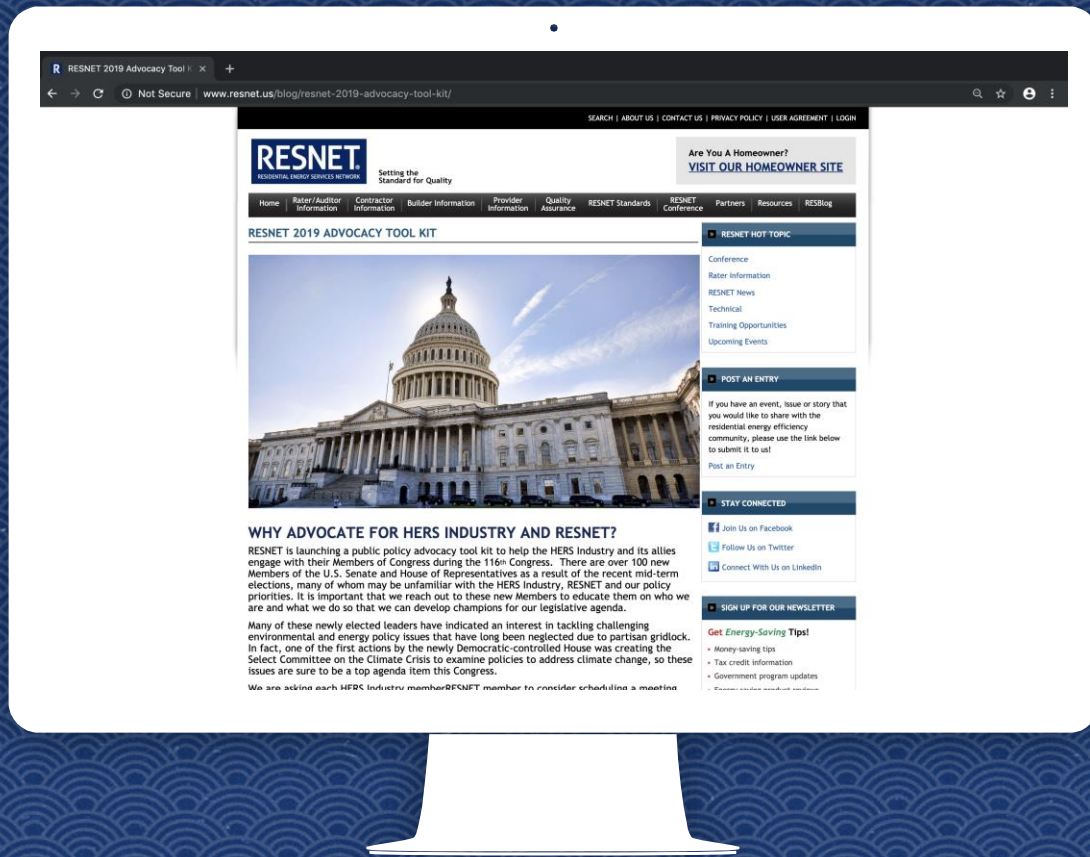 RESNET 2019 Advocacy Tool K
Not Secure | www.resnet.us/blog/resnet-2019-advocacy-tool-kit/
SEARCH | ABOUT US | CONTACT US | PRIVACY POLICY | USER AGREEMENT | LOGIN
RESNET.
RESIDENTIAL ENERGY SERVICES NETWORK
Setting the
Standard for Quality
Are You A Homeowner?
VISIT OUR HOMEOWNER SITE
Home | Rater/Auditor Information | Contractor Information | Builder Information | Provider Information | Quality Assurance | RESNET Standards | RESNET Conference | Partners | Resources | RESBlog
RESNET 2019 ADVOCACY TOOL KIT
WHY ADVOCATE FOR HERS INDUSTRY AND RESNET?
RESNET is launching a public policy advocacy tool kit to help the HERS Industry and its allies
engage with their Members of Congress during the 116th Congress. There are over 100 new
Members of the U.S. Senate and House of Representatives as a result of the recent mid-term
elections, many of whom may be unfamiliar with the HERS Industry, RESNET and our policy
priorities. It is important that we reach out to these new Members to educate them on who we
are and what we do so that we can develop champions for our legislative agenda.
Many of these newly elected leaders have indicated an interest in tackling challenging
environmental and energy policy issues that have long been neglected due to partisan gridlock.
In fact, one of the first actions by the newly Democratic-controlled House was creating the
Select Committee on the Climate Crisis to examine policies to address climate change, so these
issues are sure to be a top agenda item this Congress.
We are asking each HERS Industry memberRESNET member to consider scheduling a meeting
RESNET HOT TOPIC
Conference
Rater Information
RESNET News
Technical
Training Opportunities
Upcoming Events
POST AN ENTRY
If you have an event, issue or story that
you would like to share with the
residential energy efficiency
community, please use the link below
to submit it to us!
Post an Entry
STAY CONNECTED
Join Us on Facebook
Follow Us on Twitter
Connect With Us on LinkedIn
SIGN UP FOR OUR NEWSLETTER
Get Energy-Saving Tips!
• Money-saving tips
• Tax credit information
• Government program updates
• Energy saving product reviews